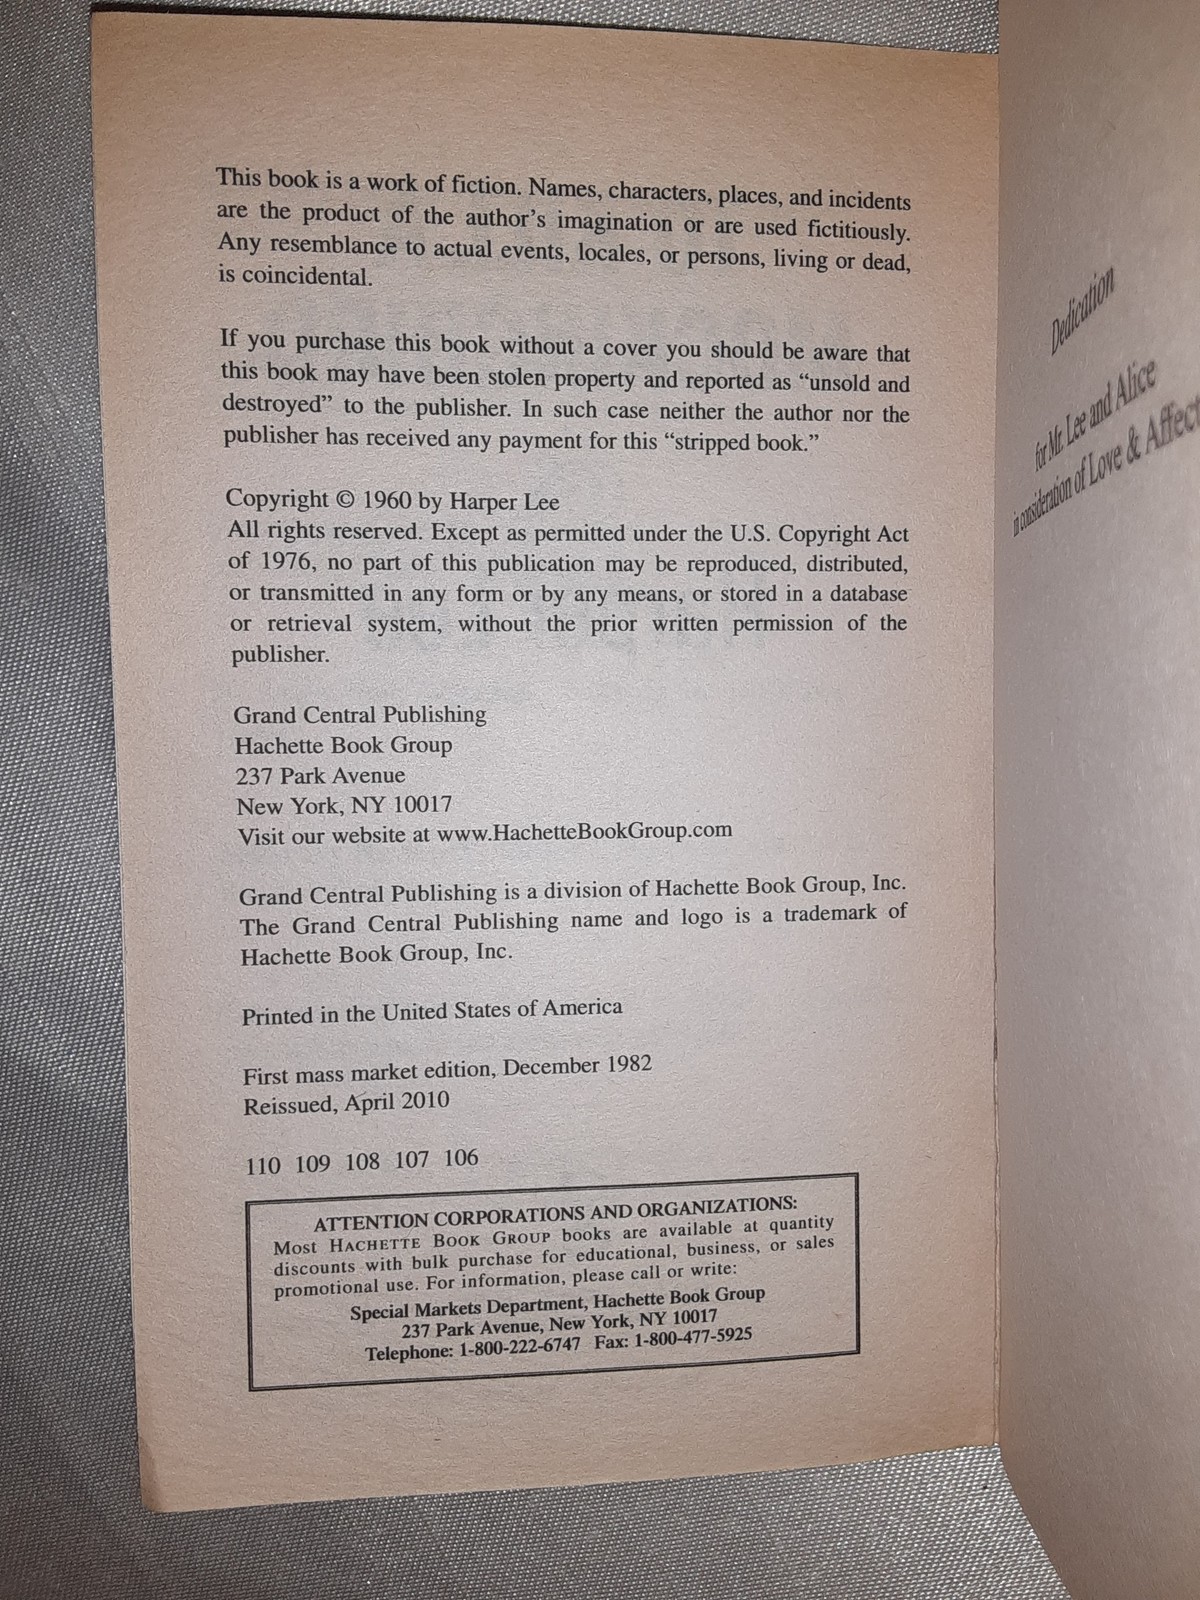 This book is a work of fiction. Names, characters, places, and incidents
are the product of the author's imagination or are used fictitiously.
Any resemblance to actual events, locales, or persons, living or dead,
is coincidental.
If you purchase this book without a cover you should be aware that
this book may have been stolen property and reported as “unsold and
destroyed” to the publisher. In such case neither the author nor the
publisher has received any payment for this “stripped book.”
Copyright © 1960 by Harper Lee
All rights reserved. Except as permitted under the U.S. Copyright Act
of 1976, no part of this publication may be reproduced, distributed,
or transmitted in any form or by any means, or stored in a database
or retrieval system, without the prior written permission of the
publisher.
Grand Central Publishing
Hachette Book Group
237 Park Avenue
New York, NY 10017
Visit our website at www.HachetteBookGroup.com
Grand Central Publishing is a division of Hachette Book Group, Inc.
The Grand Central Publishing name and logo is a trademark of
Hachette Book Group, Inc.
Printed in the United States of America
First mass market edition, December 1982
Reissued, April 2010
110 109 108 107 106
ATTENTION CORPORATIONS AND ORGANIZATIONS:
Most HACHETTE BOOK GROUP books are available at quantity
discounts with bulk purchase for educational, business, or sales
promotional use. For information, please call or write:
Special Markets Department, Hachette Book Group
237 Park Avenue, New York, NY 10017
Telephone: 1-800-222-6747 Fax: 1-800-477-5925
Dedication
for Mr. Lee and Alice
in consideration of Love & Affect